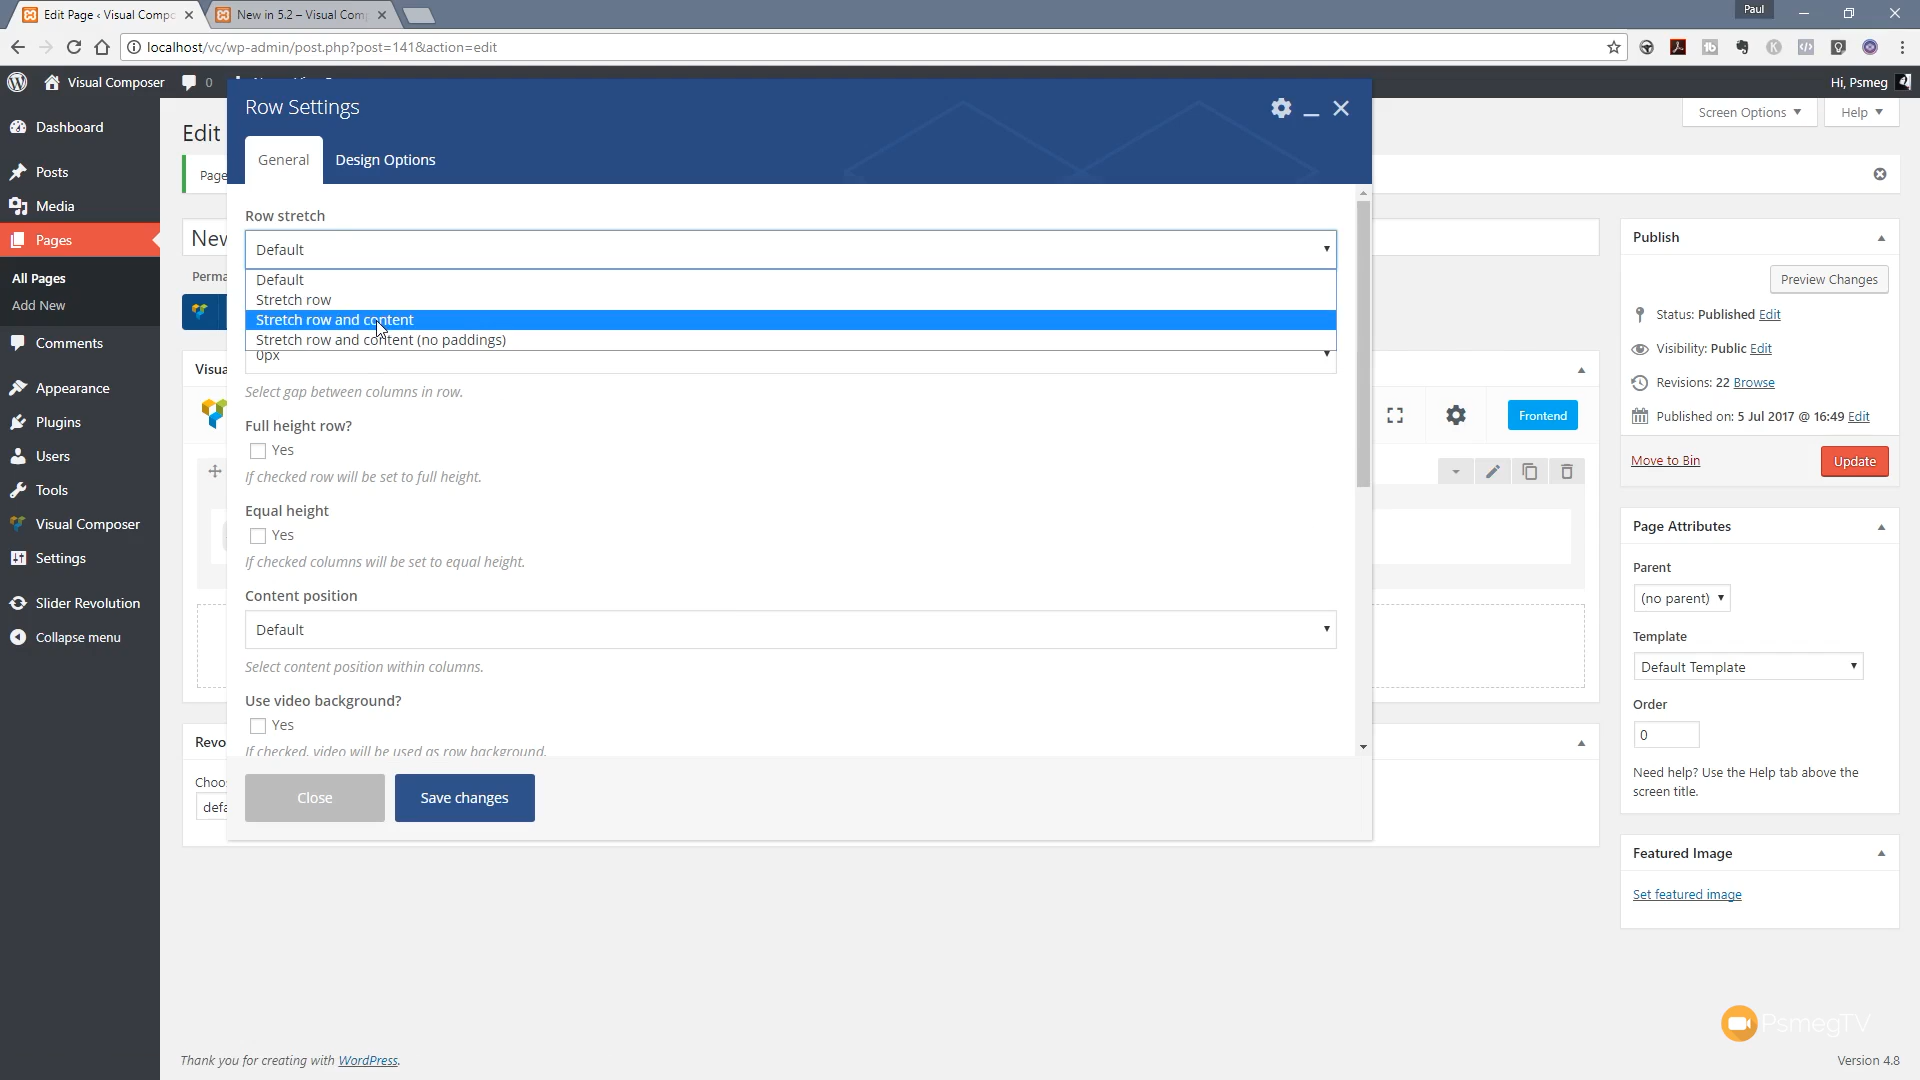 Edit Page ‹ Visual Compo
New in 5.2 – Visual Comp
Paul
localhost/vc/wp-admin/post.php?post=141&action=edit
Visual Composer
0
Hi, Psmeg
Row Settings
General
Design Options
Screen Options
Help
Dashboard
Posts
Media
Pages
All Pages
Add New
Comments
Appearance
Plugins
Users
Tools
Visual Composer
Settings
Slider Revolution
Collapse menu
Edit
Page
New
Perma
Visua
Revo
Choo
defa
Row stretch
Default
Default
Stretch row
Stretch row and content
Stretch row and content (no paddings)
0px
Select gap between columns in row.
Full height row?
Yes
If checked row will be set to full height.
Equal height
Yes
If checked columns will be set to equal height.
Content position
Default
Select content position within columns.
Use video background?
Yes
If checked, video will be used as row background.
Close
Save changes
Frontend
Publish
Preview Changes
Status: Published Edit
Visibility: Public Edit
Revisions: 22 Browse
Published on: 5 Jul 2017 @ 16:49 Edit
Move to Bin
Update
Page Attributes
Parent
(no parent)
Template
Default Template
Order
0
Need help? Use the Help tab above the
screen title.
Featured Image
Set featured image
PsmegTV
Thank you for creating with WordPress.
Version 4.8